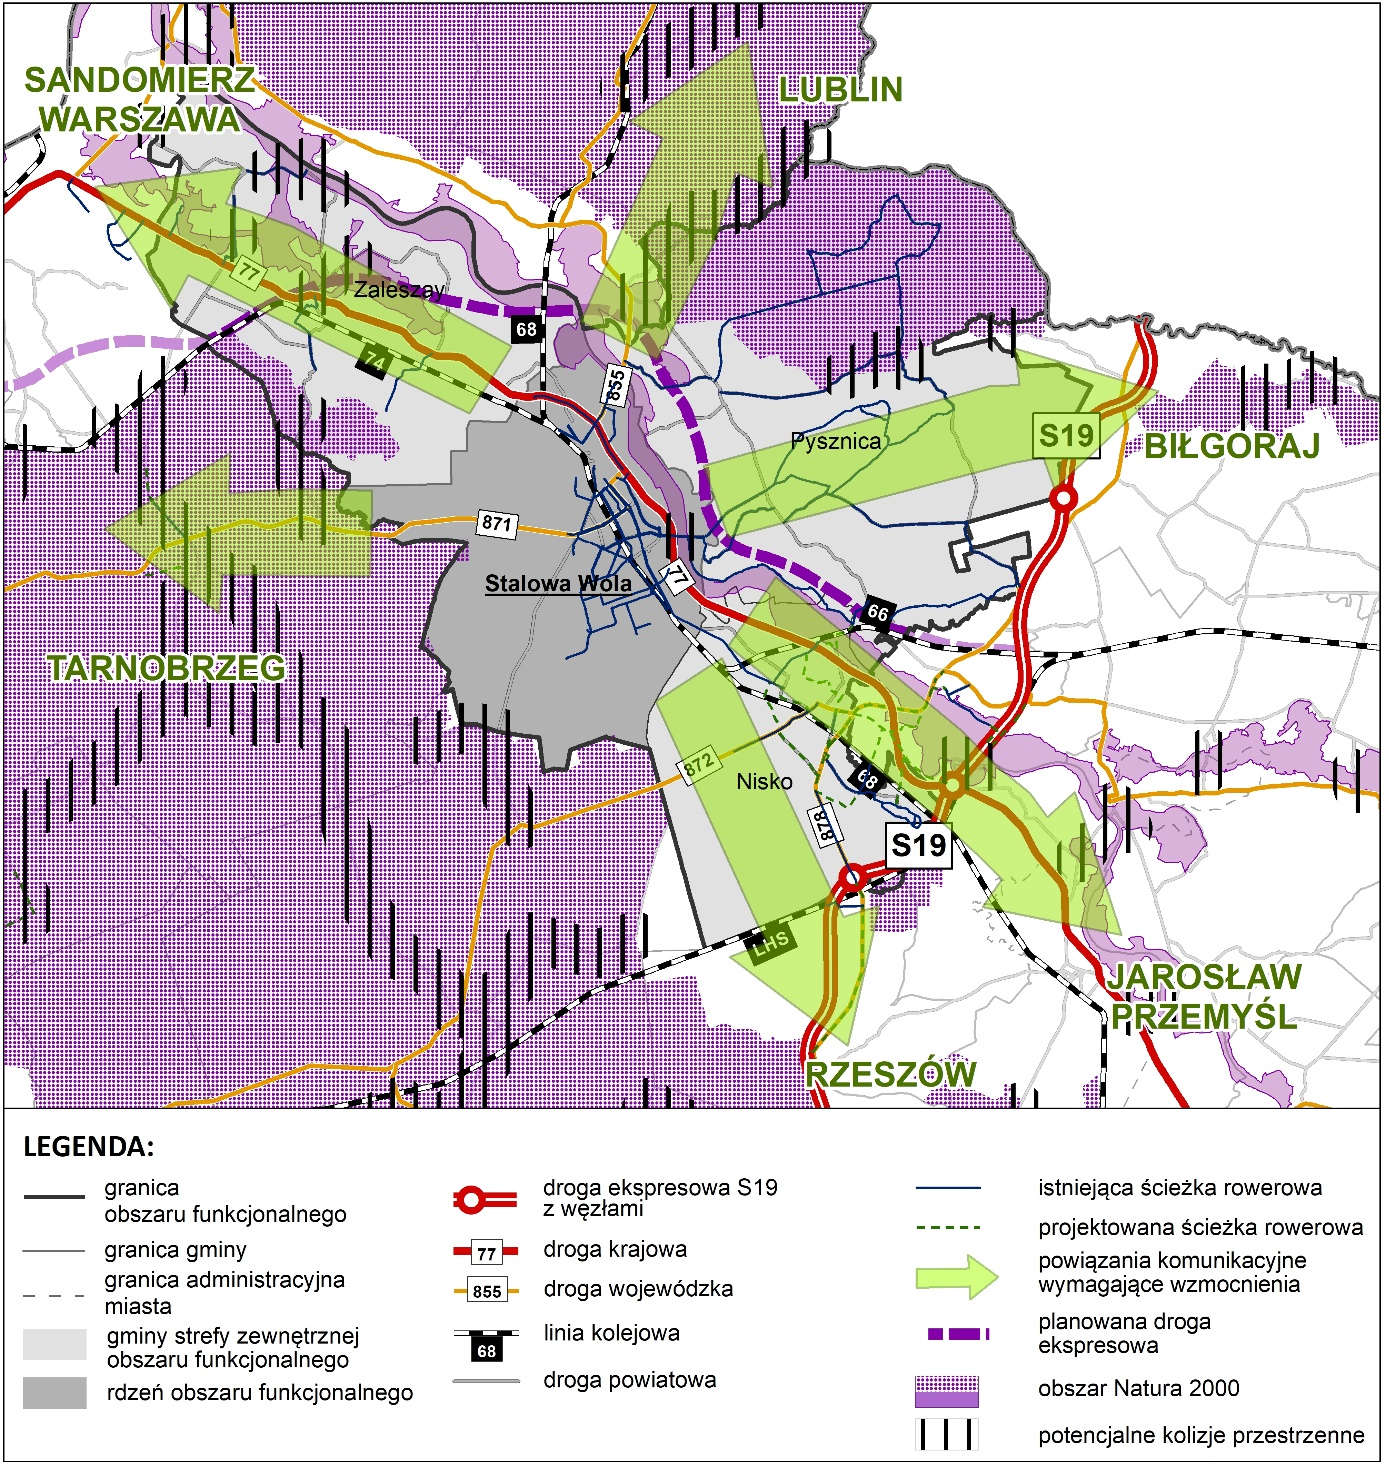 SANDOMIERZ
WARSZAWA
LUBLIN
77
Zaleszay
68
74
855
Pysznica
S19
BIŁGORAJ
871
Stalowa Wola
77
66
TARNOBRZEG
872
Nisko
68
878
S19
LHS
JAROSŁAW
PRZEMYŚL
RZESZÓW
LEGENDA:
granica
obszaru funkcjonalnego
granica gminy
granica administracyjna
miasta
gminy strefy zewnętrznej
obszaru funkcjonalnego
rdzeń obszaru funkcjonalnego
droga ekspresowa S19
z węzłami
77
droga krajowa
855
droga wojewódzka
68
linia kolejowa
droga powiatowa
istniejąca ścieżka rowerowa
projektowana ścieżka rowerowa
powiązania komunikacyjne
wymagające wzmocnienia
planowana droga
ekspresowa
obszar Natura 2000
potencjalne kolizje przestrzenne